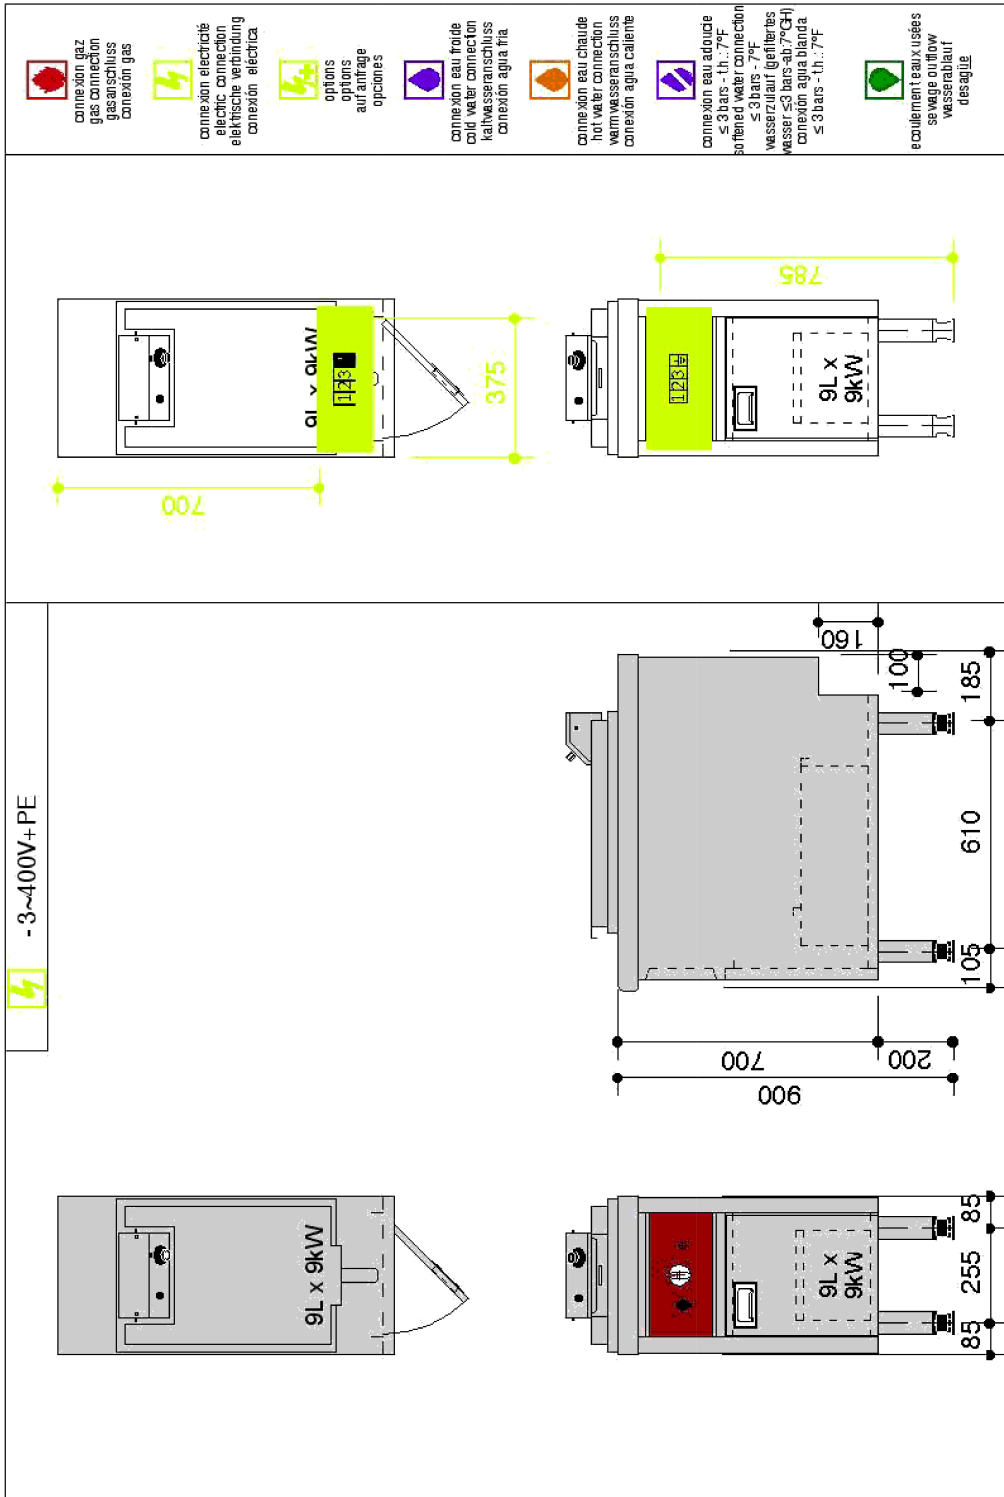 connexión gaz
gas connection
gasanschluss
conexión gas
connexion electricité
electric connection
elektrische verbindung
conexión eléctrica
options
options
auf anfrage
opciones
connexion eau froide
cold water connection
kaltwasseranschluss
conexión agua fria
connexion eau chaude
hot water connection
warmwasseranschluss
conexión agua caliente
connexion eau adoucie
≤ 3 bars - t.h.: 7°F
softened water connection
≤ 3 bars - 7°F
wasserzulauf (gefiltertes
wasser ≤3 bars-ab.7°GH)
conexión agua blanda
≤ 3 bars - t.h.: 7°F
ecoulement eaux usées
sewage outflow
wasserablauf
desagüe
9L x 9kW
123
375
700
123
9L x
9kW
785
- 3~400V+PE
160
100
185
610
105
700
200
900
9L x 9kW
9L x
9kW
85
255
85